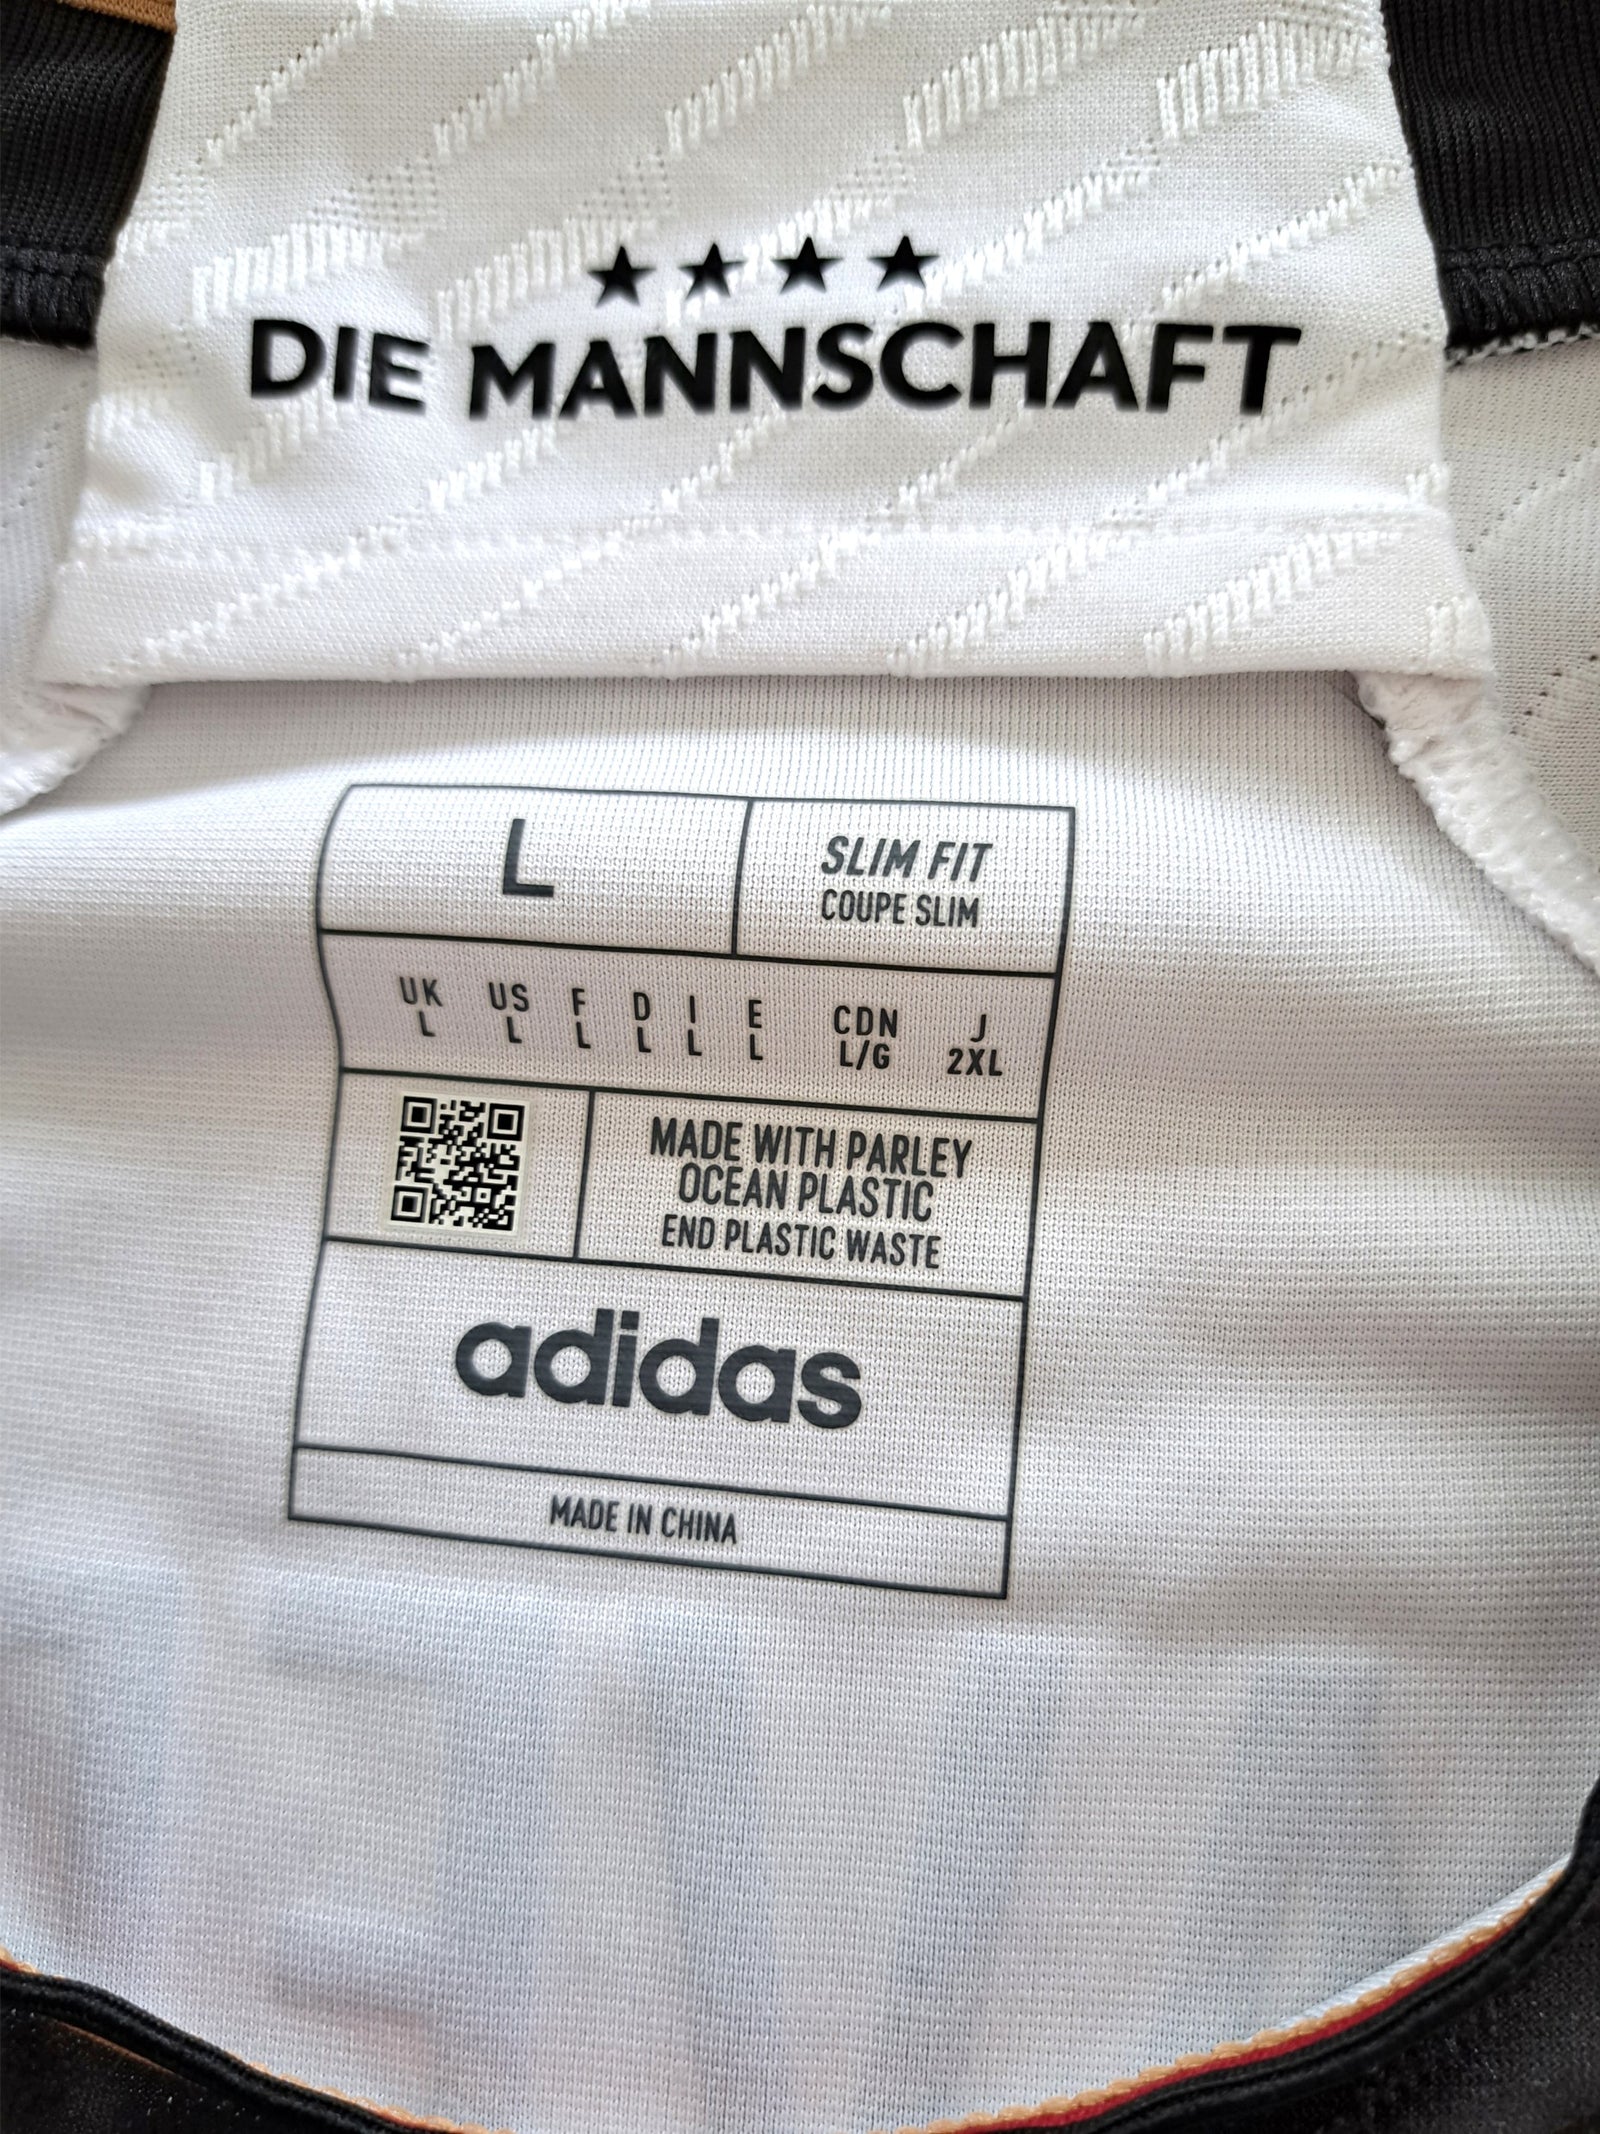 ★★★★
DIE MANNSCHAFT
L
SLIM FIT
COUPE SLIM
UK US F D I E CDN J
L L L L L L L/G 2XL
MADE WITH PARLEY
OCEAN PLASTIC
END PLASTIC WASTE
adidas
MADE IN CHINA